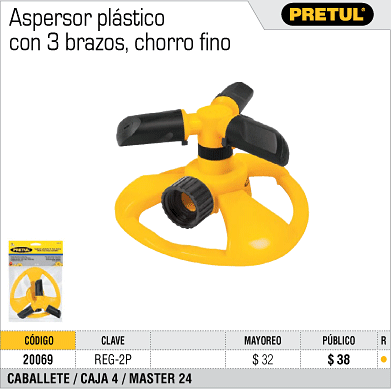 Aspersor plástico
con 3 brazos, chorro fino
PRETUL®
PRETUL
CÓDIGO CLAVE MAYOREO PÚBLICO R
20069 REG-2P $ 32 $ 38
CABALLETE / CAJA 4 / MASTER 24